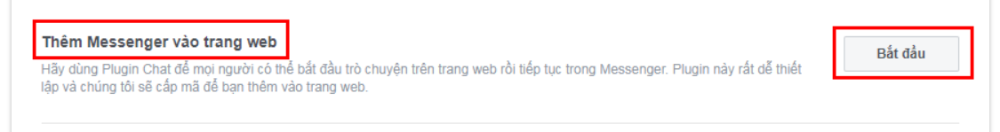 Thêm Messenger vào trang web
Bắt đầu
Hãy dùng Plugin Chat để mọi người có thể bắt đầu trò chuyện trên trang web rồi tiếp tục trong Messenger. Plugin này rất dễ thiết
lập và chúng tôi sẽ cấp mã để bạn thêm vào trang web.